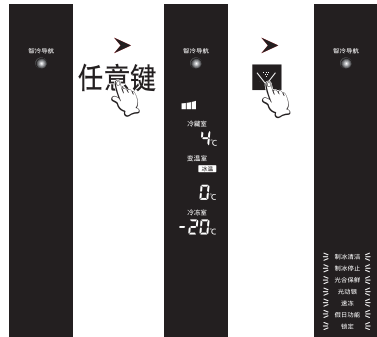 智冷导航
任意键
智冷导航
冷藏室
4℃
变温室
冰温
0℃
冷冻室
-20℃
智冷导航
制冰清洁
制冰停止
光合保鲜
光动银
速冻
假日功能
锁定